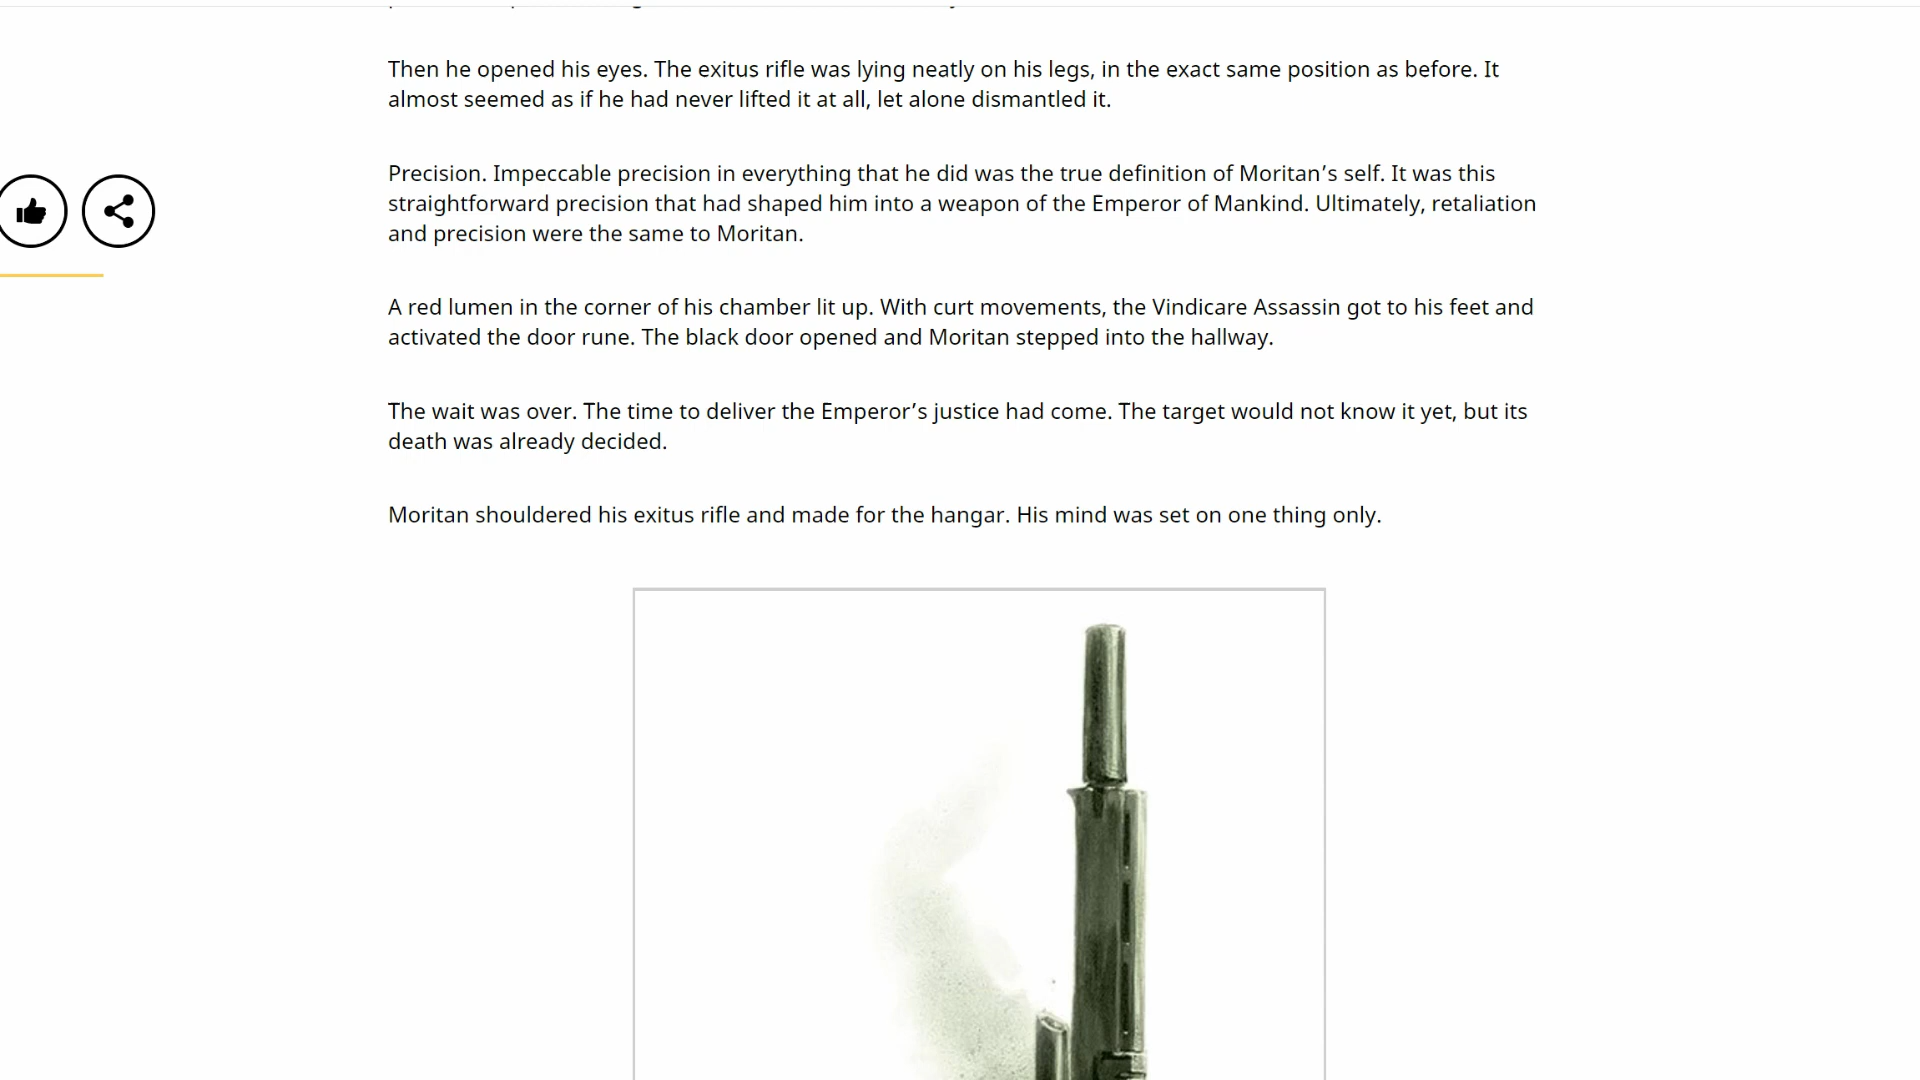 Then he opened his eyes. The exitus rifle was lying neatly on his legs, in the exact same position as before. It
almost seemed as if he had never lifted it at all, let alone dismantled it.
Precision. Impeccable precision in everything that he did was the true definition of Moritan’s self. It was this
straightforward precision that had shaped him into a weapon of the Emperor of Mankind. Ultimately, retaliation
and precision were the same to Moritan.
A red lumen in the corner of his chamber lit up. With curt movements, the Vindicare Assassin got to his feet and
activated the door rune. The black door opened and Moritan stepped into the hallway.
The wait was over. The time to deliver the Emperor’s justice had come. The target would not know it yet, but its
death was already decided.
Moritan shouldered his exitus rifle and made for the hangar. His mind was set on one thing only.